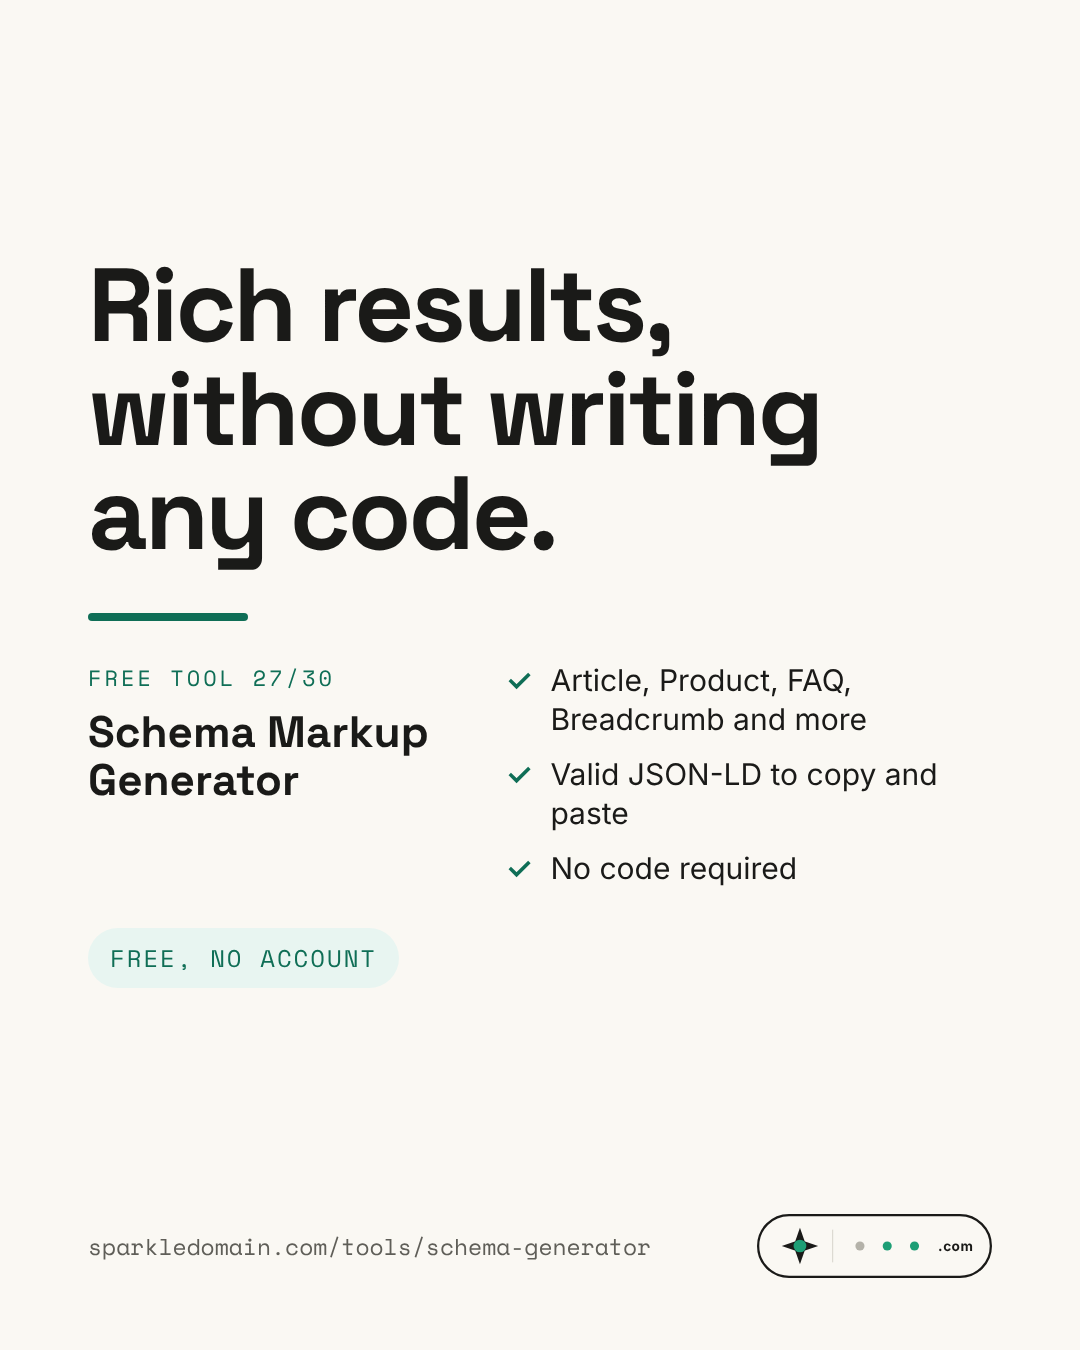 Rich results,
without writing
any code.
FREE TOOL 27/30
Schema Markup
Generator
Article, Product, FAQ,
Breadcrumb and more
Valid JSON-LD to copy and
paste
No code required
FREE, NO ACCOUNT
sparkledomain.com/tools/schema-generator
.com